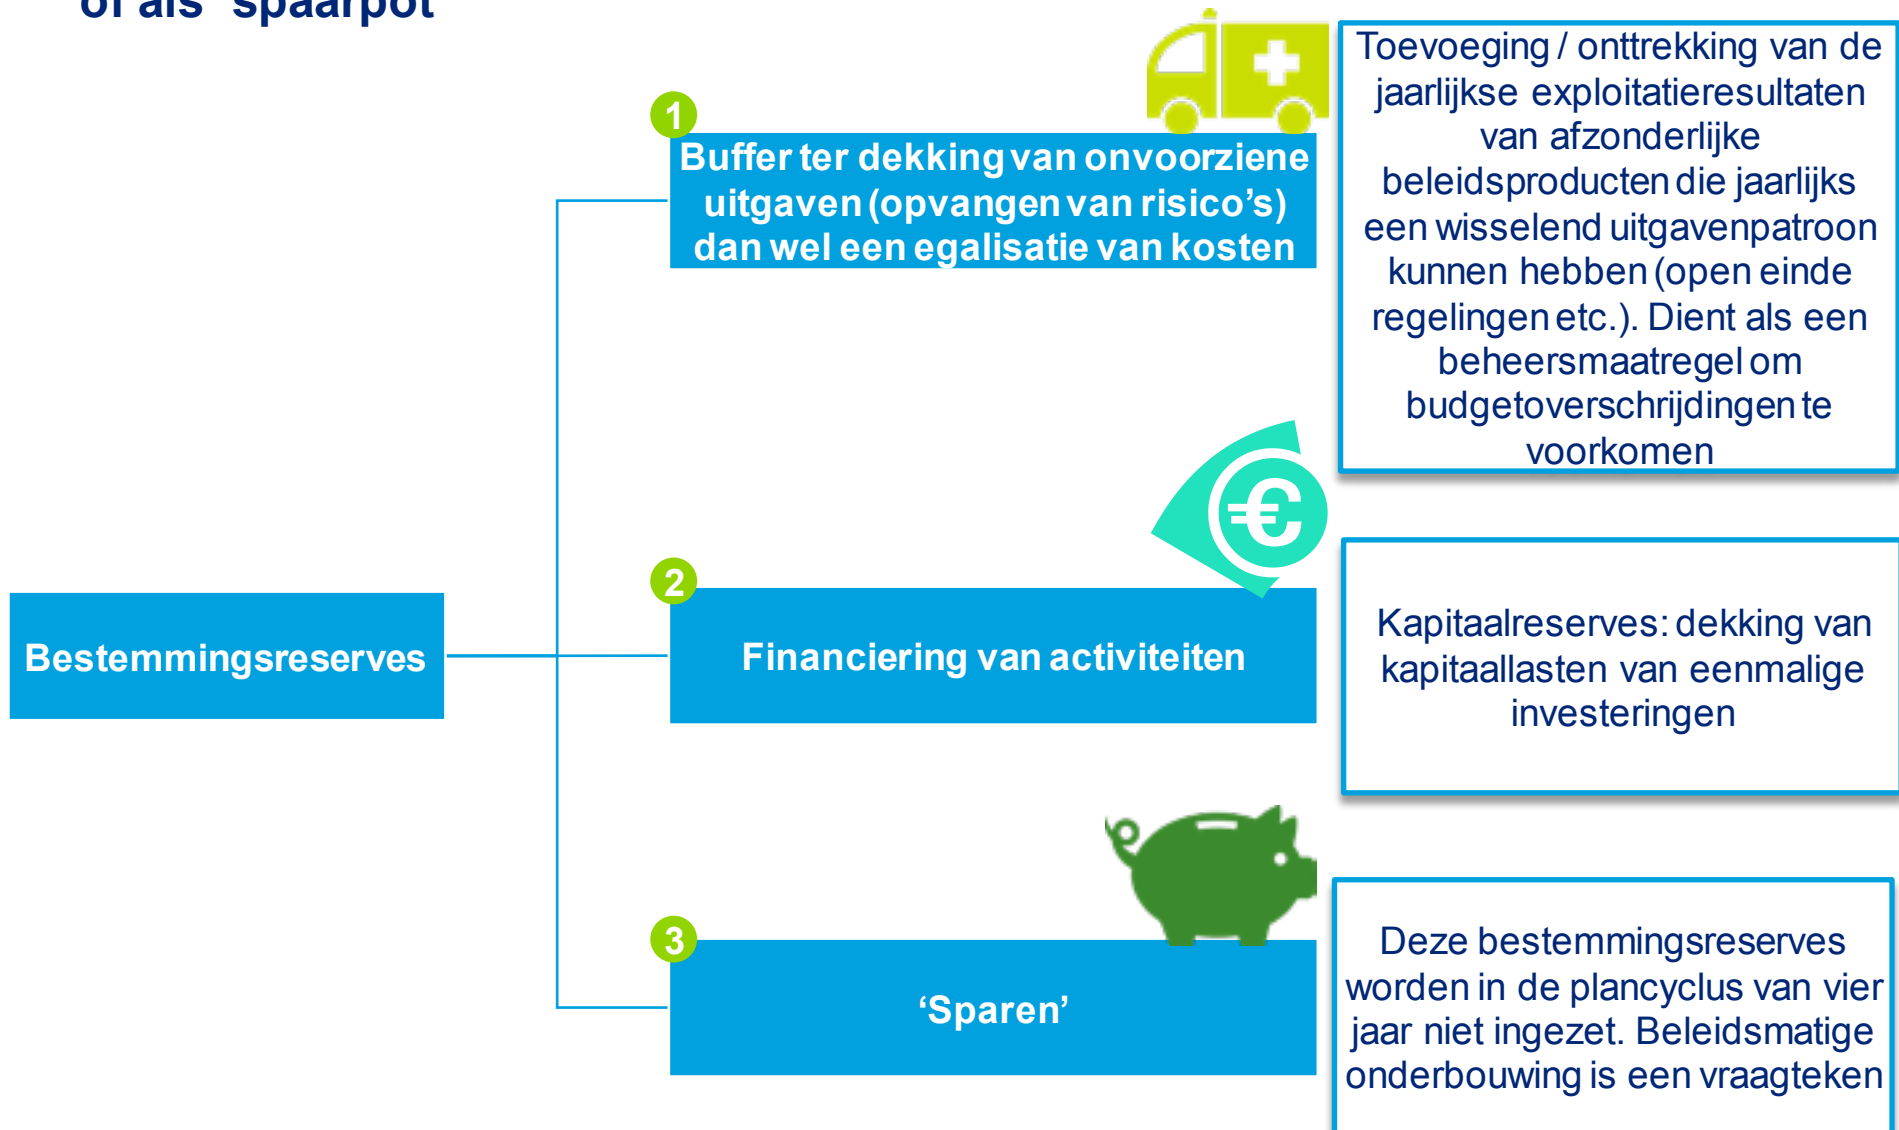 of als 'spaarpot'
1
Buffer ter dekking van onvoorziene
uitgaven (opvangen van risico’s)
dan wel een egalisatie van kosten
Toevoeging / onttrekking van de
jaarlijkse exploitatieresultaten
van afzonderlijke
beleidsproducten die jaarlijks
een wisselend uitgavenpatroon
kunnen hebben (open einde
regelingen etc.). Dient als een
beheersmaatregel om
budgetoverschrijdingen te
voorkomen
€
2
Bestemmingsreserves
Financiering van activiteiten
Kapitaalreserves: dekking van
kapitaallasten van eenmalige
investeringen
3
‘Sparen’
Deze bestemmingsreserves
worden in de plancyclus van vier
jaar niet ingezet. Beleidsmatige
onderbouwing is een vraagteken